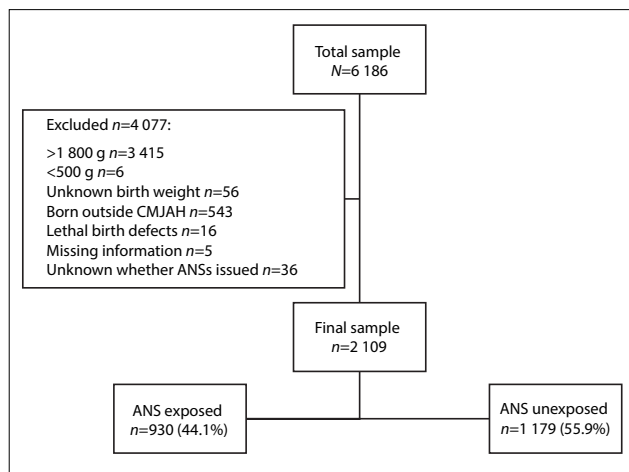 Total sample
N=6 186
Excluded n=4 077:
>1 800 g n=3 415
<500 g n=6
Unknown birth weight n=56
Born outside CMJAH n=543
Lethal birth defects n=16
Missing information n=5
Unknown whether ANSs issued n=36
Final sample
n=2 109
ANS exposed
n=930 (44.1%)
ANS unexposed
n=1 179 (55.9%)